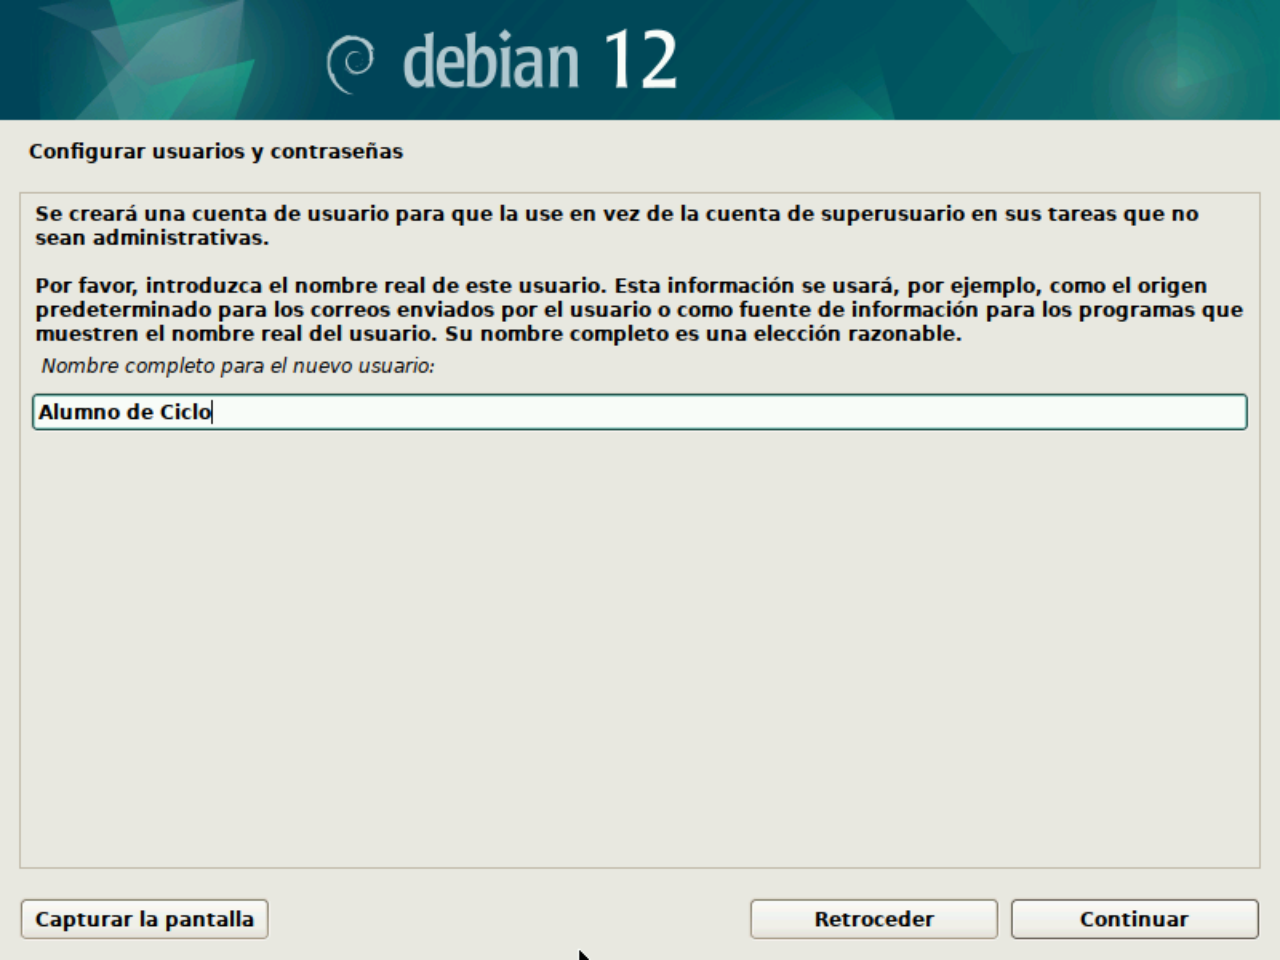 debian 12
Configurar usuarios y contraseñas
Se creará una cuenta de usuario para que la use en vez de la cuenta de superusuario en sus tareas que no
sean administrativas.
Por favor, introduzca el nombre real de este usuario. Esta información se usará, por ejemplo, como el origen
predeterminado para los correos enviados por el usuario o como fuente de información para los programas que
muestren el nombre real del usuario. Su nombre completo es una elección razonable.
Nombre completo para el nuevo usuario:
Alumno de Ciclo
Capturar la pantalla
Retroceder
Continuar